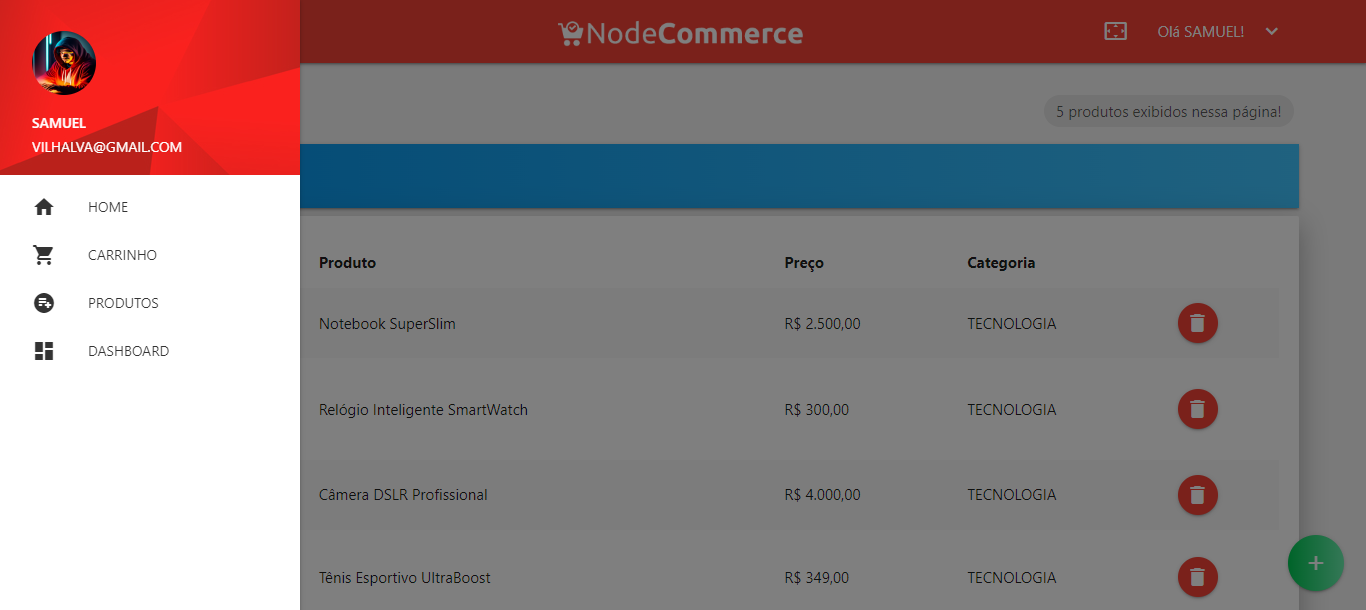 NodeCommerce
Olá SAMUEL!
SAMUEL
VILHALVA@GMAIL.COM
HOME
CARRINHO
PRODUTOS
DASHBOARD
5 produtos exibidos nessa página!
Produto Preço Categoria
Notebook SuperSlim R$ 2.500,00 TECNOLOGIA
Relógio Inteligente SmartWatch R$ 300,00 TECNOLOGIA
Câmera DSLR Profissional R$ 4.000,00 TECNOLOGIA
Tênis Esportivo UltraBoost R$ 349,00 TECNOLOGIA